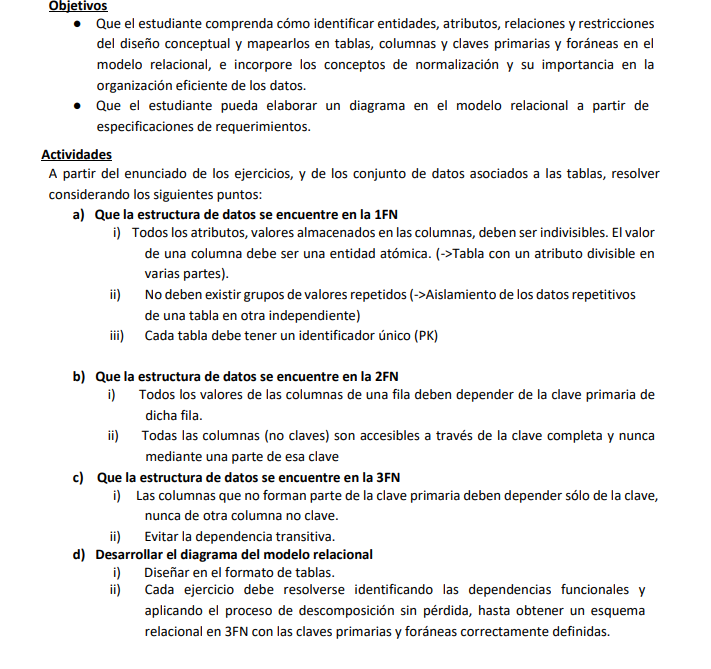 Objetivos
● Que el estudiante comprenda cómo identificar entidades, atributos, relaciones y restricciones
del diseño conceptual y mapearlos en tablas, columnas y claves primarias y foráneas en el
modelo relacional, e incorpore los conceptos de normalización y su importancia en la
organización eficiente de los datos.
● Que el estudiante pueda elaborar un diagrama en el modelo relacional a partir de
especificaciones de requerimientos.
Actividades
A partir del enunciado de los ejercicios, y de los conjunto de datos asociados a las tablas, resolver
considerando los siguientes puntos:
a) Que la estructura de datos se encuentre en la 1FN
i) Todos los atributos, valores almacenados en las columnas, deben ser indivisibles. El valor
de una columna debe ser una entidad atómica. (->Tabla con un atributo divisible en
varias partes).
ii) No deben existir grupos de valores repetidos (->Aislamiento de los datos repetitivos
de una tabla en otra independiente)
iii) Cada tabla debe tener un identificador único (PK)
b) Que la estructura de datos se encuentre en la 2FN
i) Todos los valores de las columnas de una fila deben depender de la clave primaria de
dicha fila.
ii) Todas las columnas (no claves) son accesibles a través de la clave completa y nunca
mediante una parte de esa clave
c) Que la estructura de datos se encuentre en la 3FN
i) Las columnas que no forman parte de la clave primaria deben depender sólo de la clave,
nunca de otra columna no clave.
ii) Evitar la dependencia transitiva.
d) Desarrollar el diagrama del modelo relacional
i) Diseñar en el formato de tablas.
ii) Cada ejercicio debe resolverse identificando las dependencias funcionales y
aplicando el proceso de descomposición sin pérdida, hasta obtener un esquema
relacional en 3FN con las claves primarias y foráneas correctamente definidas.